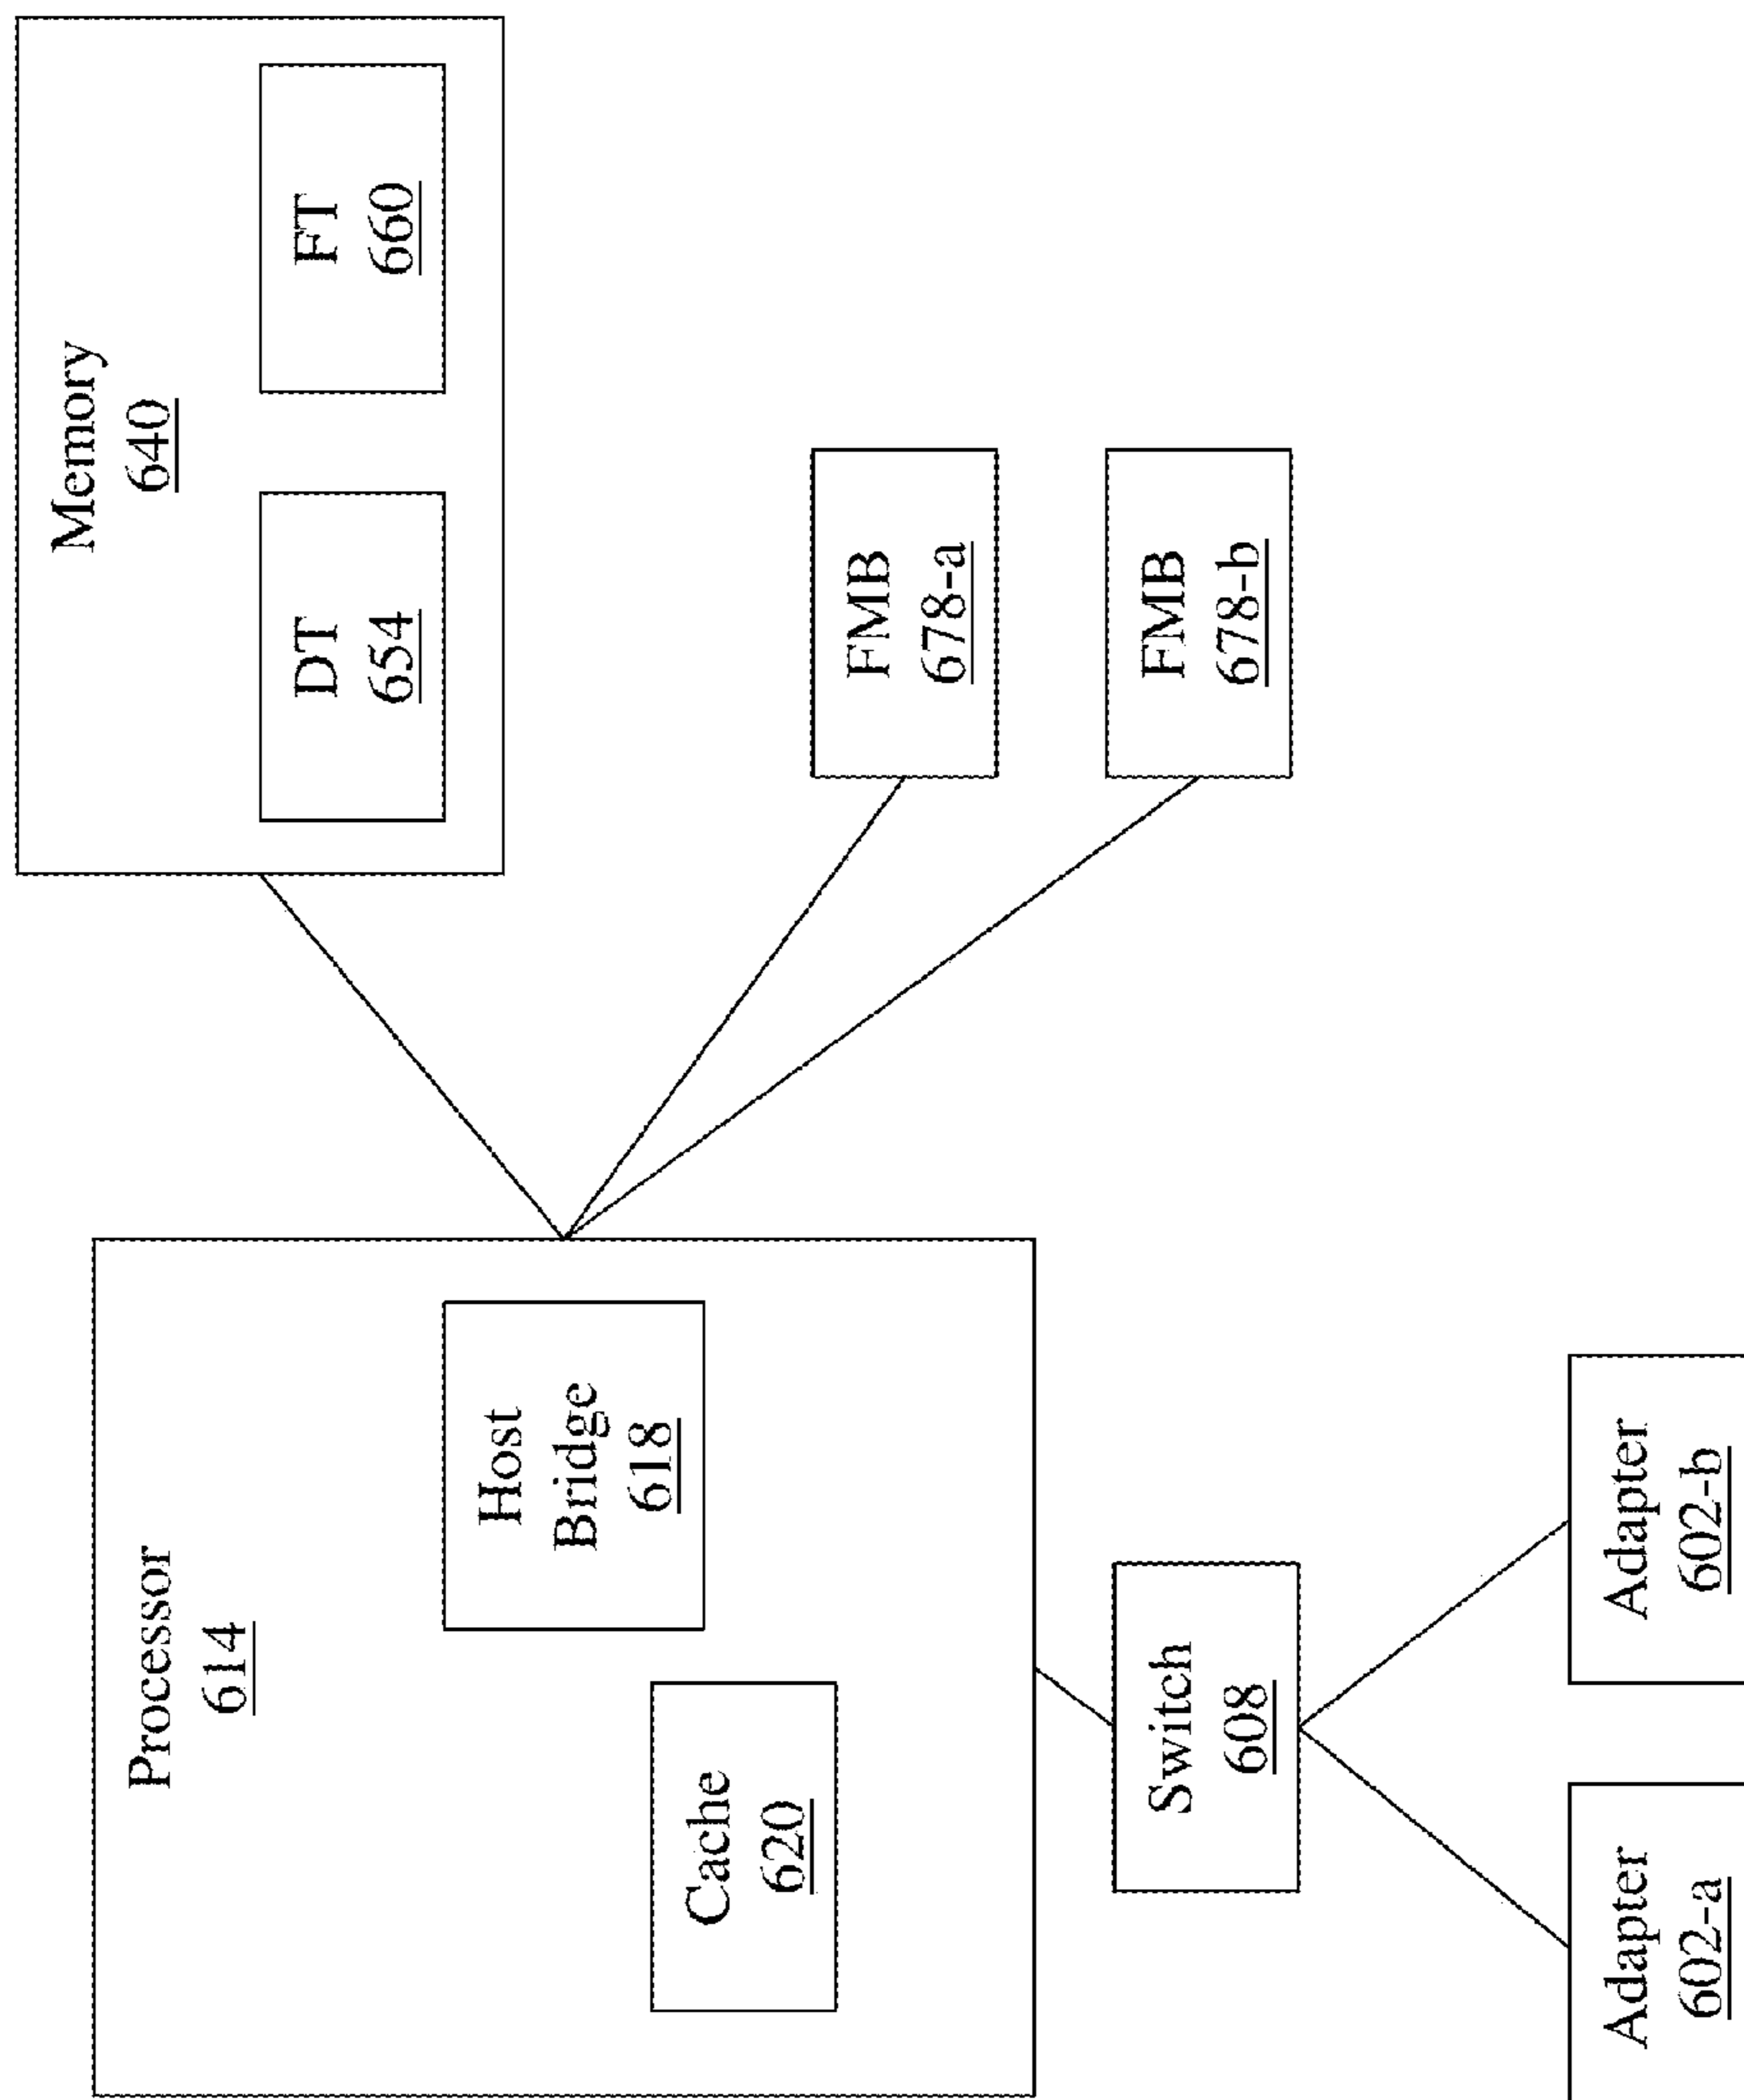 Processor
614
Host
Bridge
618
Cache
620
Memory
640
DT
654
FT
660
FMB
678-a
FMB
678-b
Switch
608
Adapter
602-a
Adapter
602-b